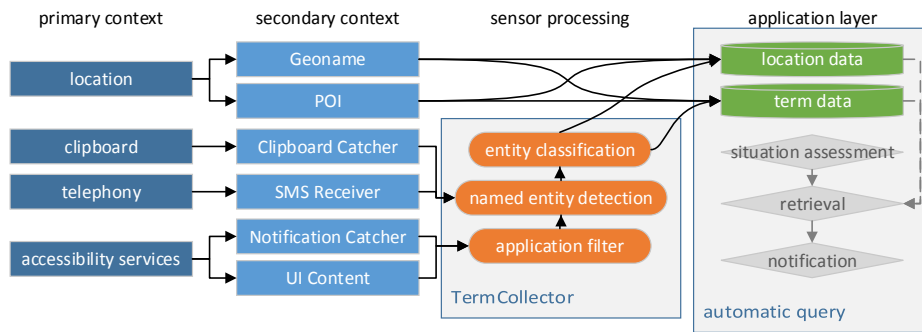 primary context
secondary context
sensor processing
application layer
location
Geoname
POI
location data
term data
clipboard
Clipboard Catcher
entity classification
situation assessment
telephony
SMS Receiver
named entity detection
retrieval
accessibility services
Notification Catcher
UI Content
application filter
notification
TermCollector
automatic query